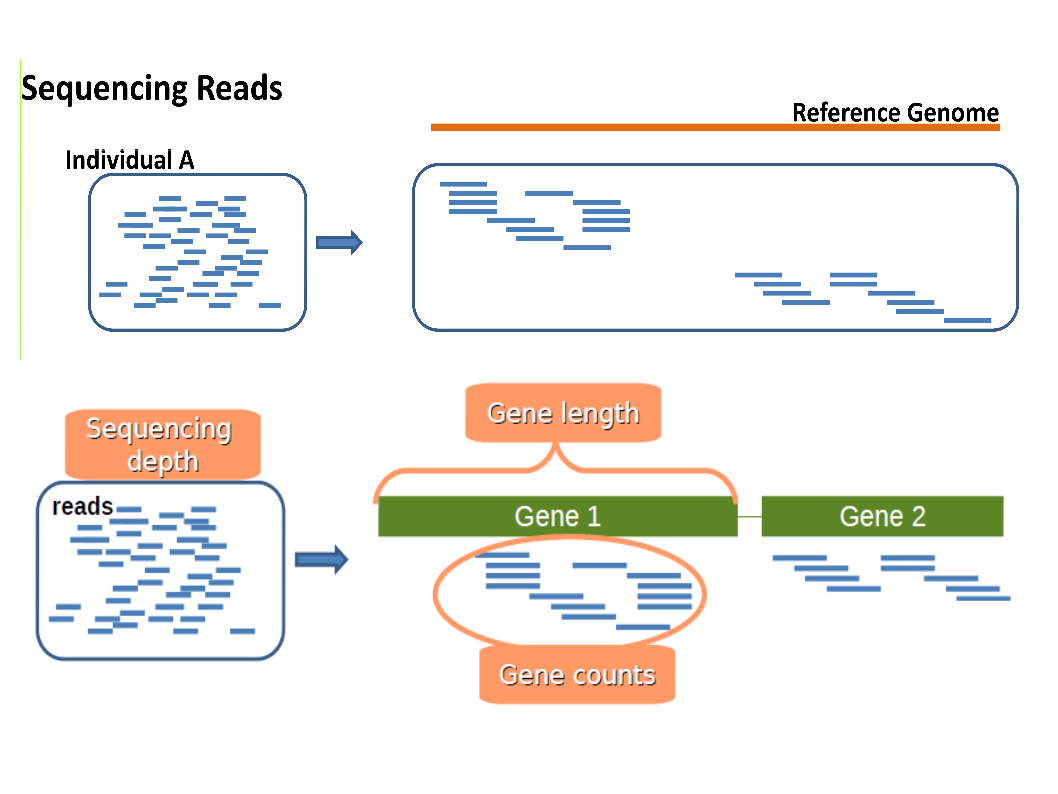 Sequencing Reads
Reference Genome
Individual A
Gene length
Sequencing
depth
reads
Gene 1
Gene 2
Gene counts